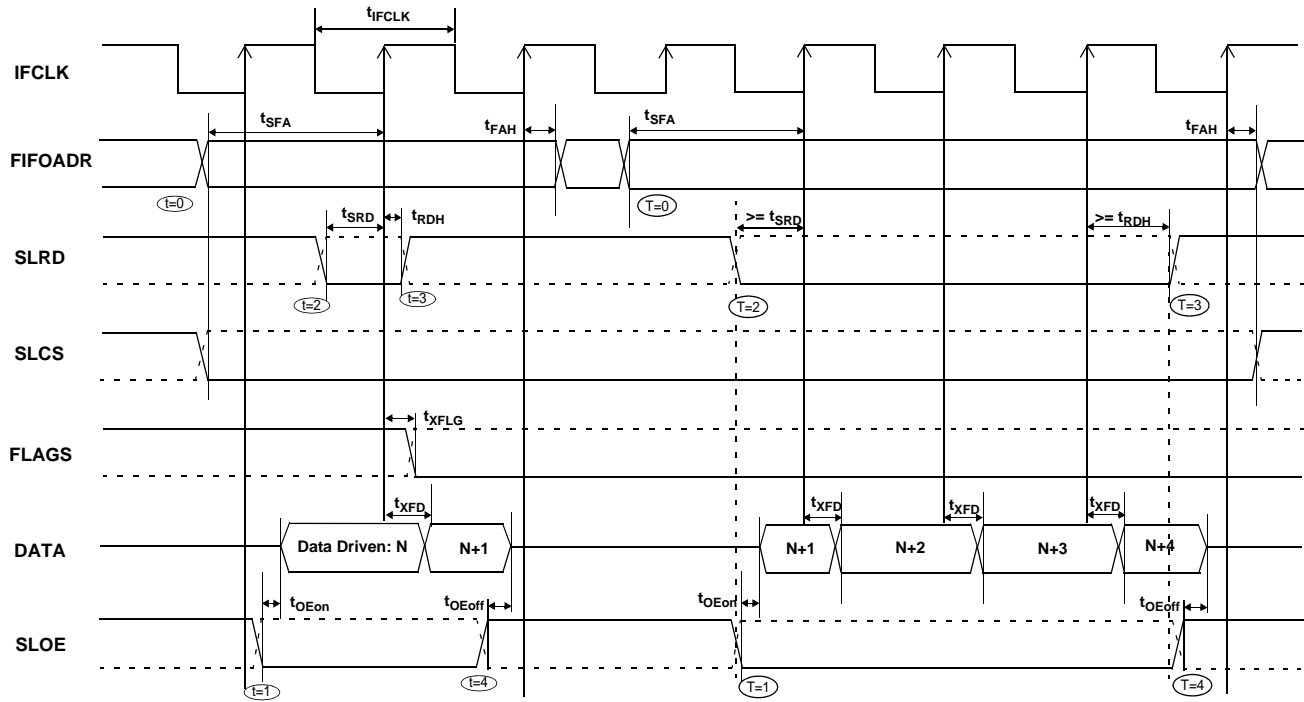 tIFCLK
IFCLK
tSFA tFAH tSFA tFAH
FIFOADR
t=0 T=0
tSRD tRDH >= tSRD >= tRDH
SLRD
t=2 t=3 T=2 T=3
SLCS
tXFLG
FLAGS
tXFD tXFD tXFD tXFD
DATA Data Driven: N N+1 N+1 N+2 N+3 N+4
tOEon tOEoff tOEon tOEoff
SLOE
t=1 t=4 T=1 T=4